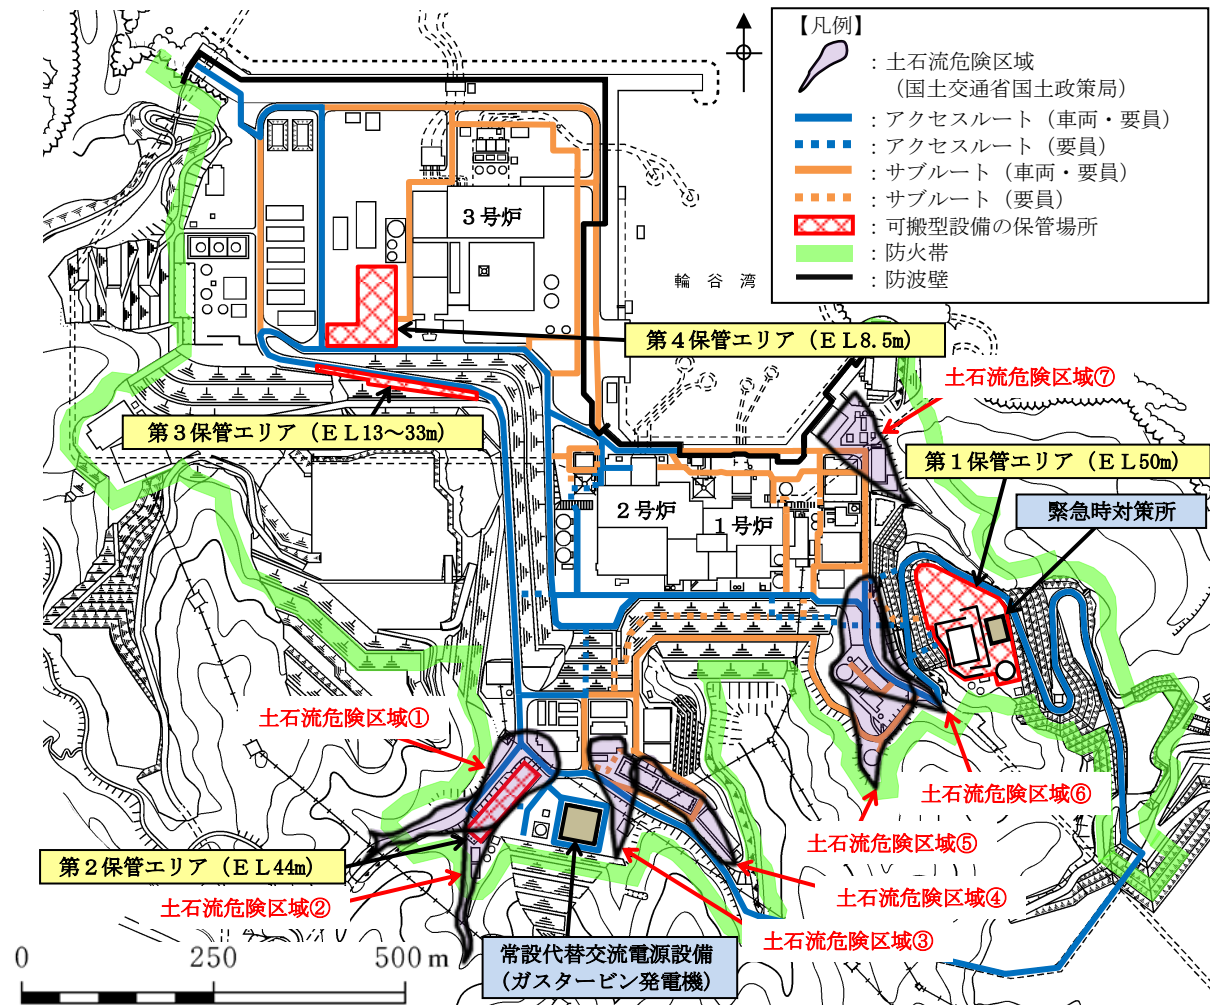 【凡例】
：土石流危険区域
（国土交通省国土政策局）
：アクセスルート（車両・要員）
：アクセスルート（要員）
：サブルート（車両・要員）
：サブルート（要員）
：可搬型設備の保管場所
：防火帯
：防波壁
３号炉
輪谷湾
第４保管エリア（ＥＬ8.5m）
土石流危険区域⑦
第３保管エリア（ＥＬ13～33m）
第１保管エリア（ＥＬ50m）
緊急時対策所
２号炉
１号炉
土石流危険区域①
土石流危険区域⑥
土石流危険区域⑤
第２保管エリア（ＥＬ44m）
土石流危険区域④
土石流危険区域②
土石流危険区域③
常設代替交流電源設備
（ガスタービン発電機）
0 250 500 m